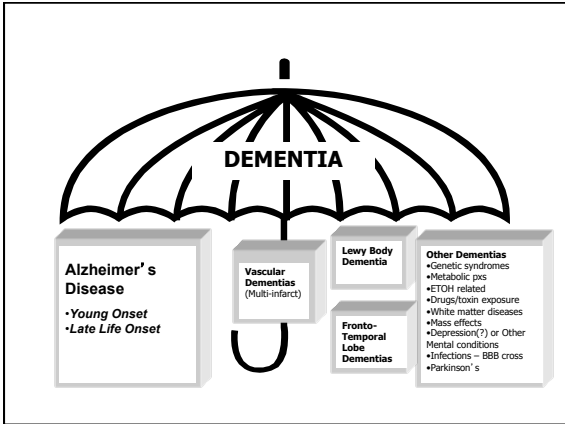 DEMENTIA
Alzheimer’s
Disease
•Young Onset
•Late Life Onset
Vascular
Dementias
(Multi-infarct)
Lewy Body
Dementia
Fronto-
Temporal
Lobe
Dementias
Other Dementias
•Genetic syndromes
•Metabolic pxs
•ETOH related
•Drugs/toxin exposure
•White matter diseases
•Mass effects
•Depression(?) or Other
Mental conditions
•Infections – BBB cross
•Parkinson’s